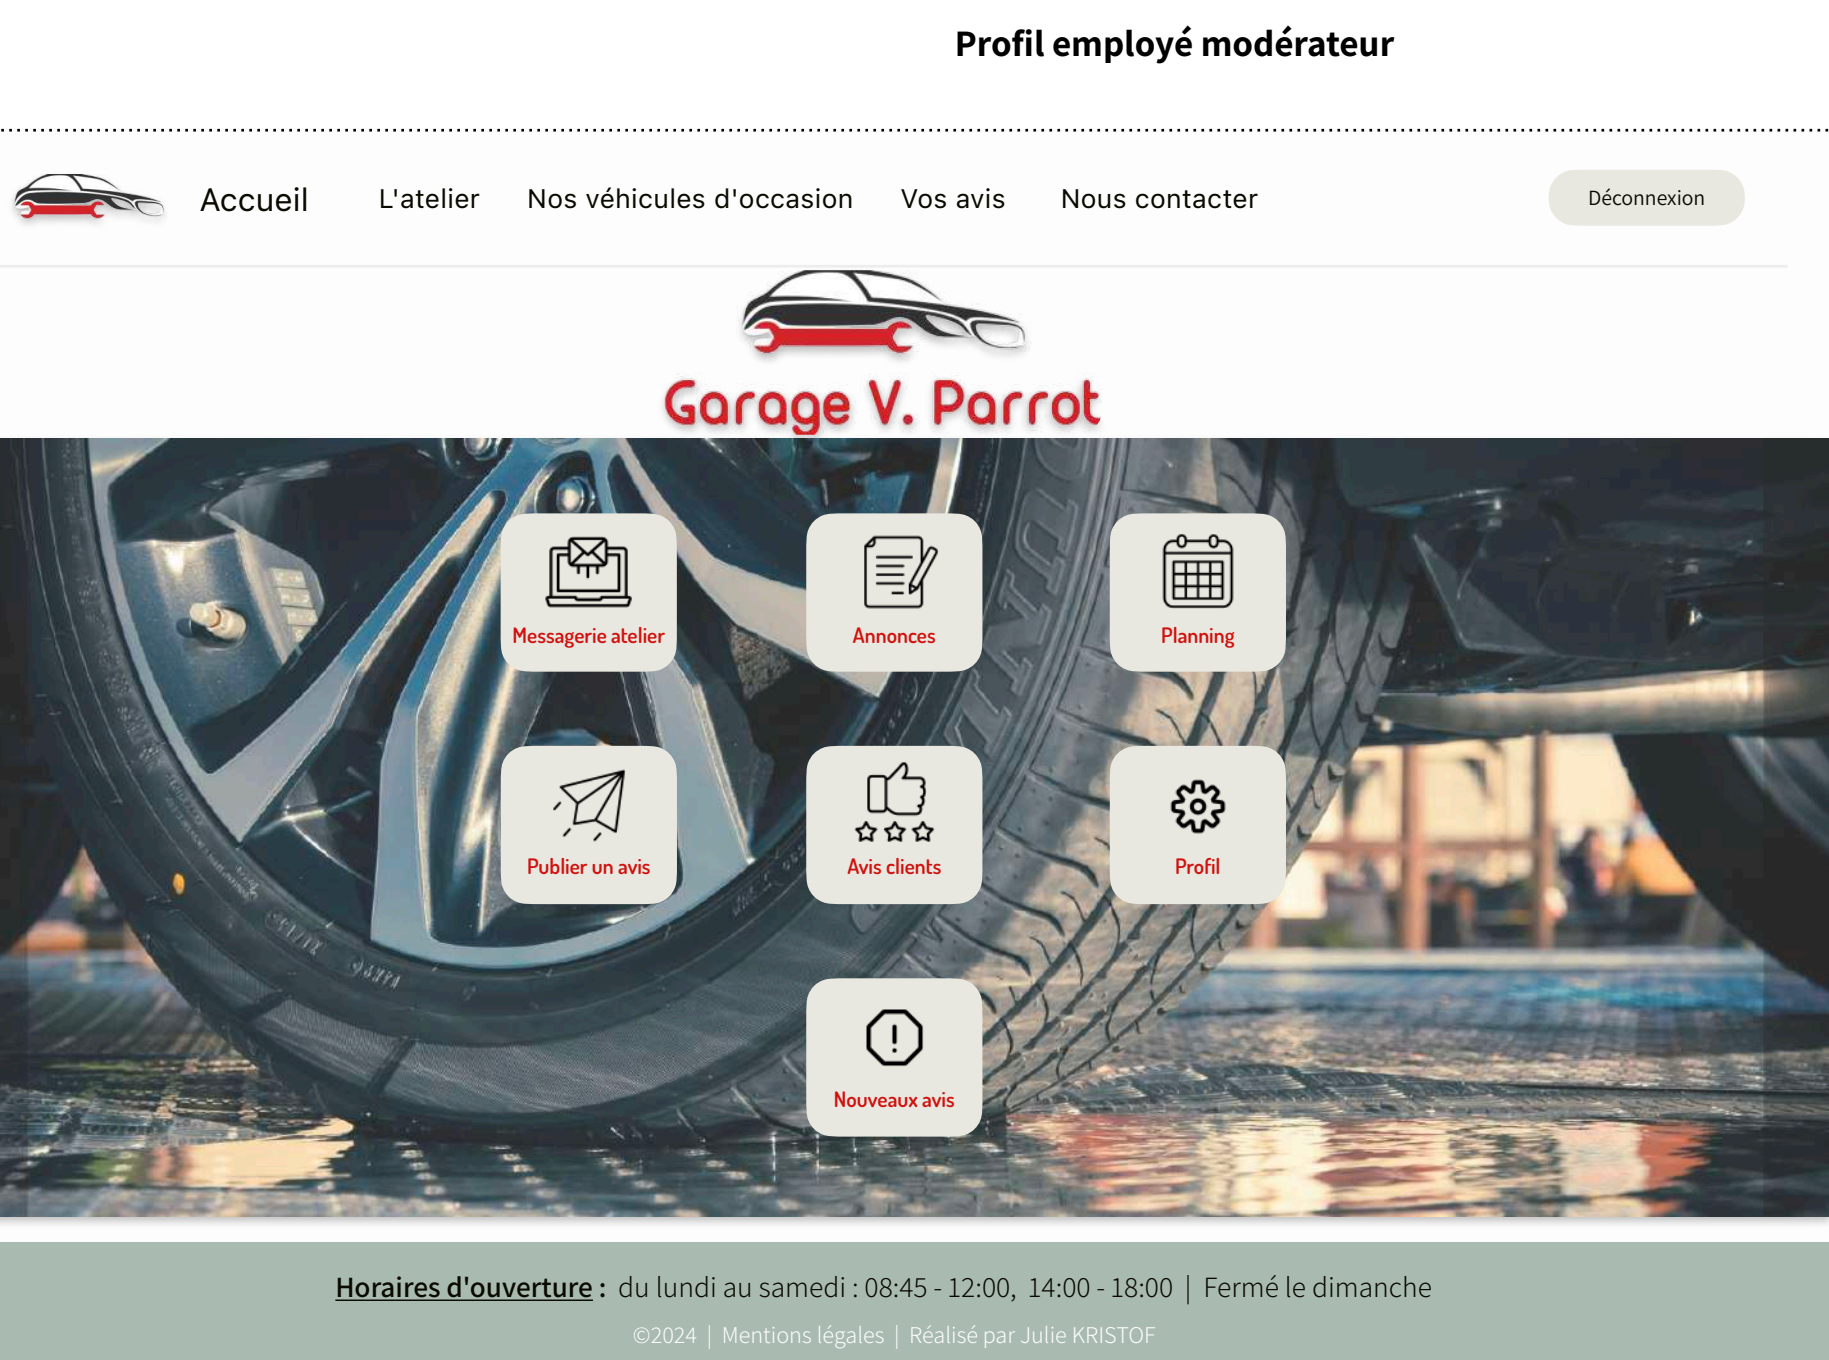 Profil employé modérateur
Accueil L'atelier Nos véhicules d'occasion Vos avis Nous contacter Déconnexion
Garage V. Parrot
Messagerie atelier Annonces Planning
Publier un avis Avis clients Profil
Nouveaux avis
Horaires d'ouverture : du lundi au samedi : 08:45 - 12:00, 14:00 - 18:00 | Fermé le dimanche
©2024 | Mentions légales | Réalisé par Julie KRISTOF